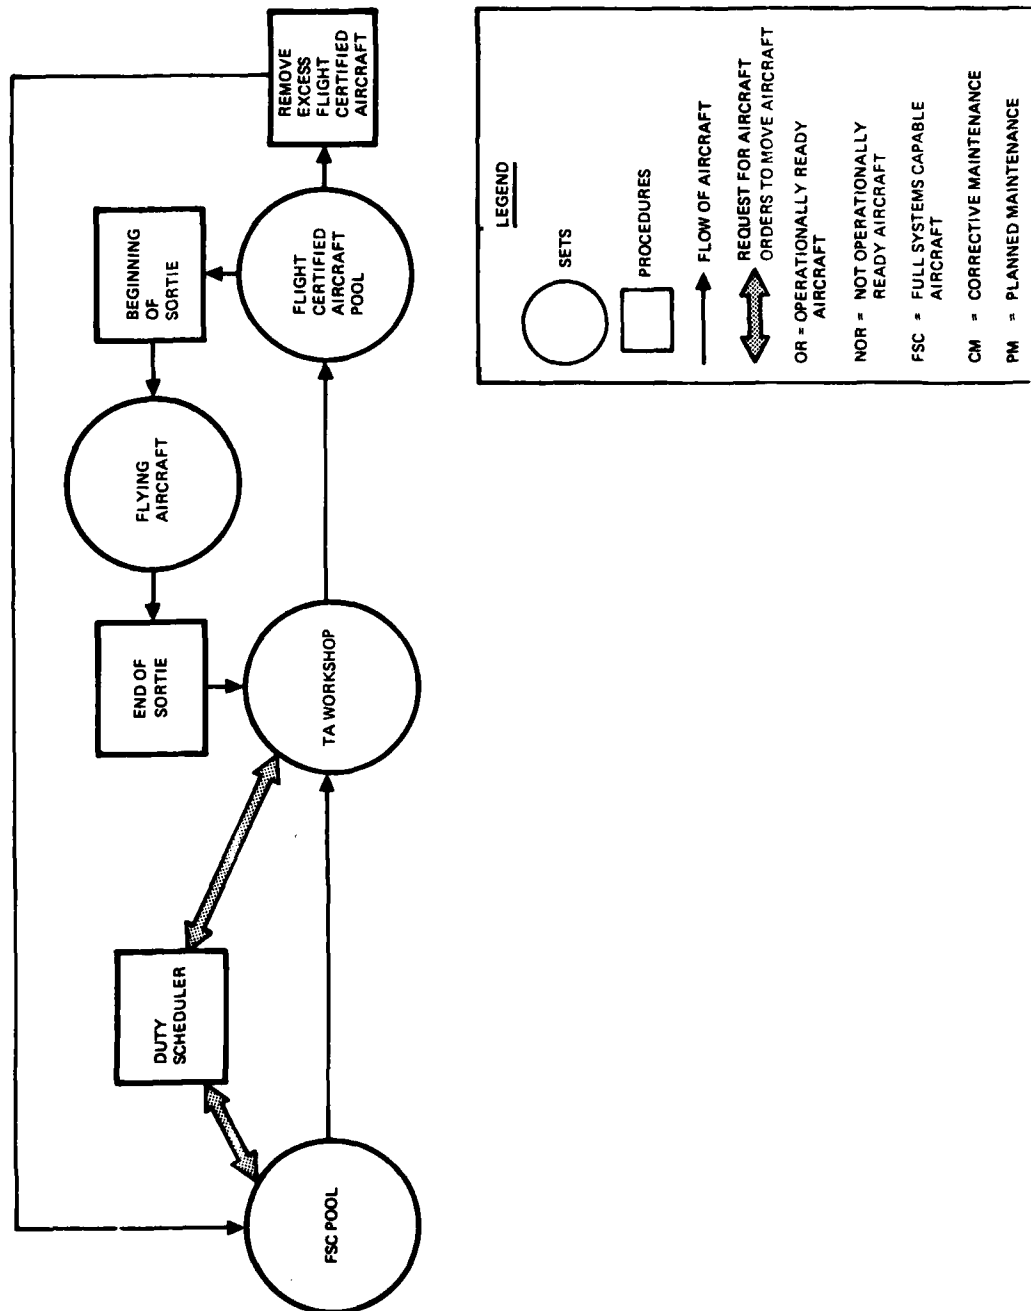 REMOVE
EXCESS
FLIGHT
CERTIFIED
AIRCRAFT
BEGINNING
OF
SORTIE
FLIGHT
CERTIFIED
AIRCRAFT
POOL
FLYING
AIRCRAFT
END OF
SORTIE
TA WORKSHOP
DUTY
SCHEDULER
FSC POOL
LEGEND
SETS
PROCEDURES
FLOW OF AIRCRAFT
REQUEST FOR AIRCRAFT
ORDERS TO MOVE AIRCRAFT
OR = OPERATIONALLY READY
AIRCRAFT
NOR = NOT OPERATIONALLY
READY AIRCRAFT
FSC = FULL SYSTEMS CAPABLE
AIRCRAFT
CM = CORRECTIVE MAINTENANCE
PM = PLANNED MAINTENANCE